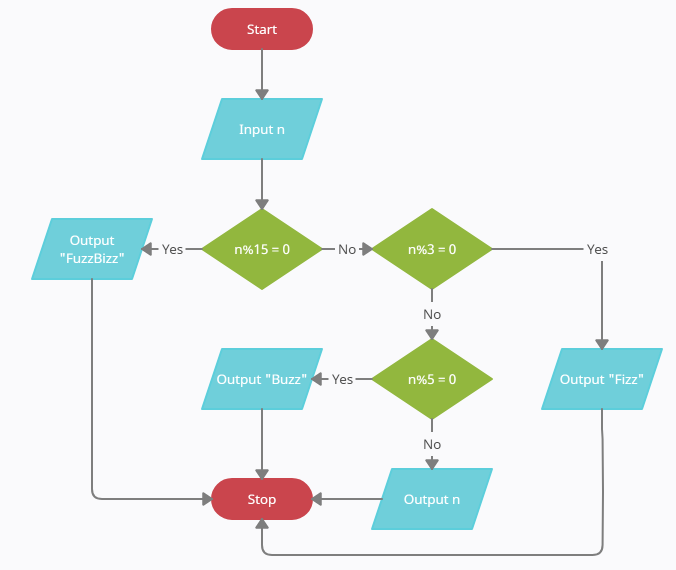 Start
Input n
Output
"FuzzBizz"
Yes
n%15 = 0
No
n%3 = 0
Yes
No
Output "Buzz"
Yes
n%5 = 0
Output "Fizz"
No
Stop
Output n